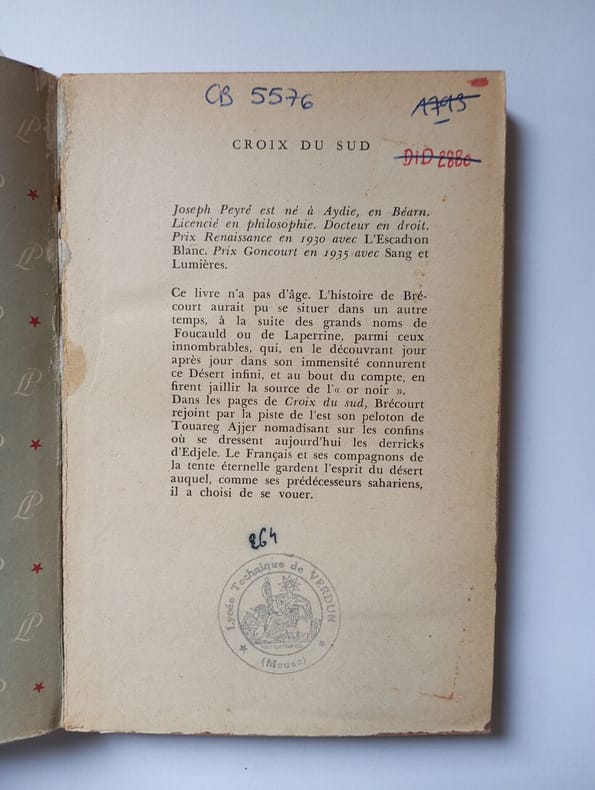 CB 5576
1793
DID 2880
CROIX DU SUD
Joseph Peyré est né à Aydie, en Béarn.
Licencié en philosophie. Docteur en droit.
Prix Renaissance en 1930 avec L'Escadron
Blanc. Prix Goncourt en 1935 avec Sang et
Lumières.
Ce livre n'a pas d'âge. L'histoire de Bré-
court aurait pu se situer dans un autre
temps, à la suite des grands noms de
Foucauld ou de Laperrine, parmi ceux
innombrables, qui, en le découvrant jour
après jour dans son immensité connurent
ce Désert infini, et au bout du compte, en
firent jaillir la source de l'« or noir ».
Dans les pages de Croix du sud, Brécourt
rejoint par la piste de l'est son peloton de
Touareg Ajjer nomadisant sur les confins
où se dressent aujourd'hui les derricks
d'Edjele. Le Français et ses compagnons de
la tente éternelle gardent l'esprit du désert
auquel, comme ses prédécesseurs sahariens,
il a choisi de se vouer.
264
Lycée Technique de VERDUN
(Meuse)